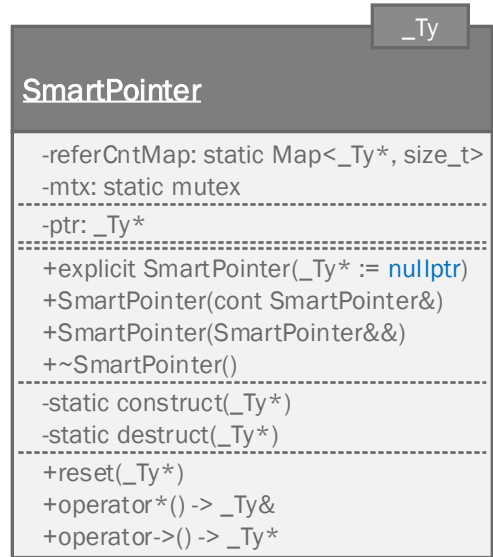 _Ty
SmartPointer
-referCntMap: static Map<_Ty*, size_t>
-mtx: static mutex
-ptr: _Ty*
+explicit SmartPointer(_Ty* := nullptr)
+SmartPointer(cont SmartPointer&)
+SmartPointer(SmartPointer&&)
+~SmartPointer()
-static construct(_Ty*)
-static destruct(_Ty*)
+reset(_Ty*)
+operator*() -> _Ty&
+operator->() -> _Ty*